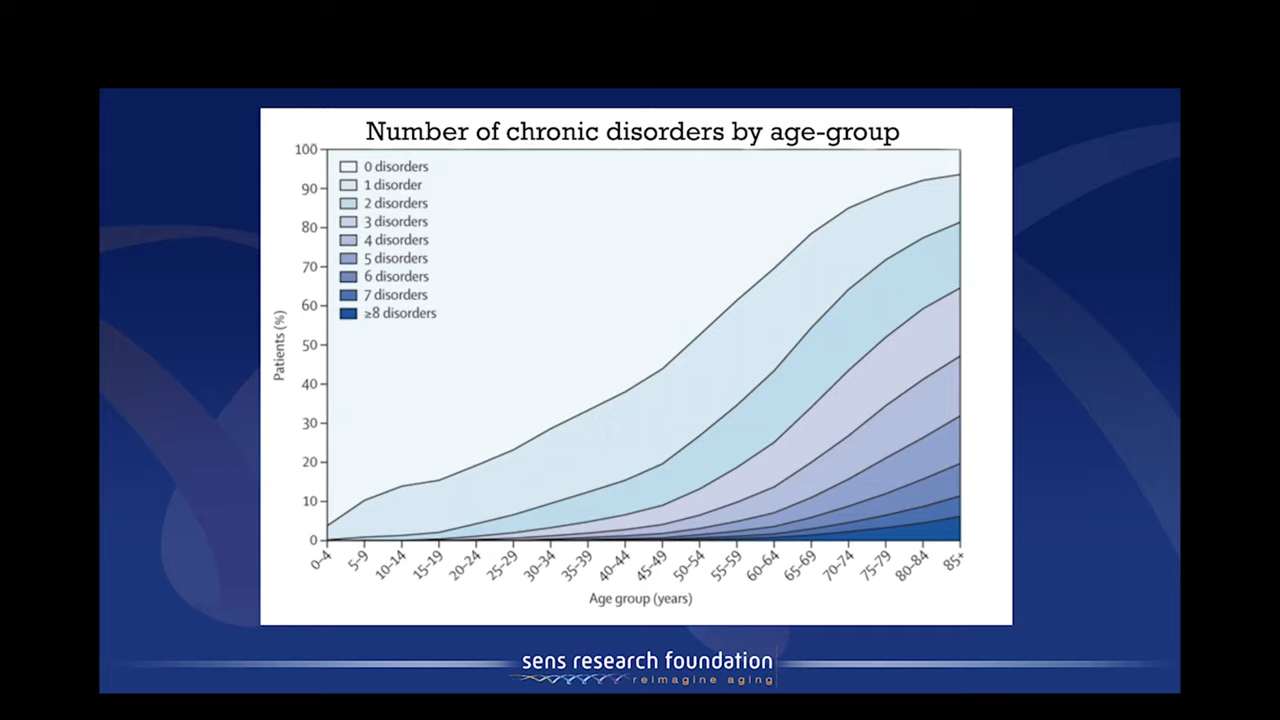 Number of chronic disorders by age-group
100
90
80
70
60
50
40
30
20
10
0
Patients (%)
0 disorders
1 disorder
2 disorders
3 disorders
4 disorders
5 disorders
6 disorders
7 disorders
≥8 disorders
0-4
5-9
10-14
15-19
20-24
25-29
30-34
35-39
40-44
45-49
50-54
55-59
60-64
65-69
70-74
75-79
80-84
85+
Age group (years)
sens research foundation
reimagine aging